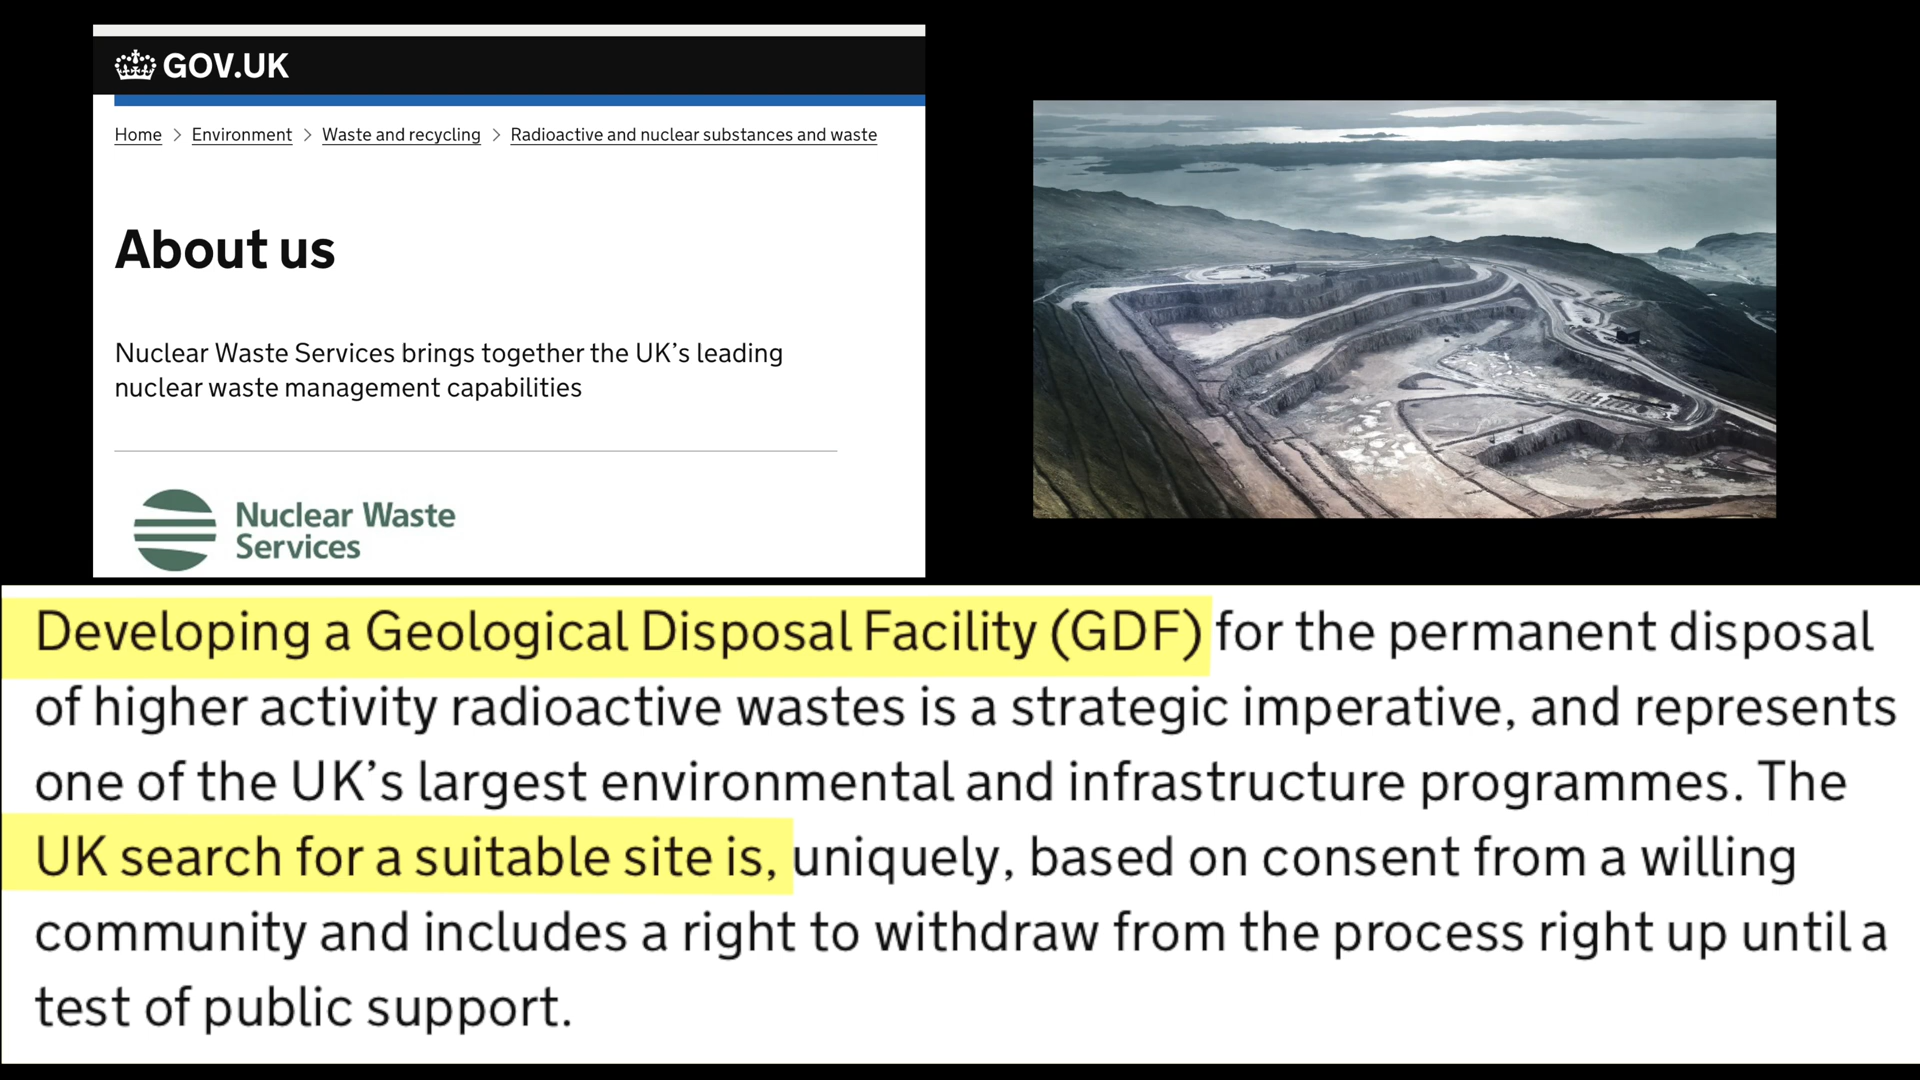 GOV.UK
Home > Environment > Waste and recycling > Radioactive and nuclear substances and waste
About us
Nuclear Waste Services brings together the UK’s leading
nuclear waste management capabilities
Nuclear Waste
Services
Developing a Geological Disposal Facility (GDF) for the permanent disposal
of higher activity radioactive wastes is a strategic imperative, and represents
one of the UK’s largest environmental and infrastructure programmes. The
UK search for a suitable site is, uniquely, based on consent from a willing
community and includes a right to withdraw from the process right up until a
test of public support.